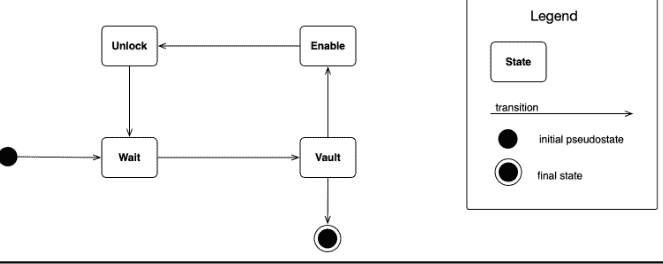 Legend
Unlock
Enable
State
transition
initial pseudostate
Wait
Vault
final state